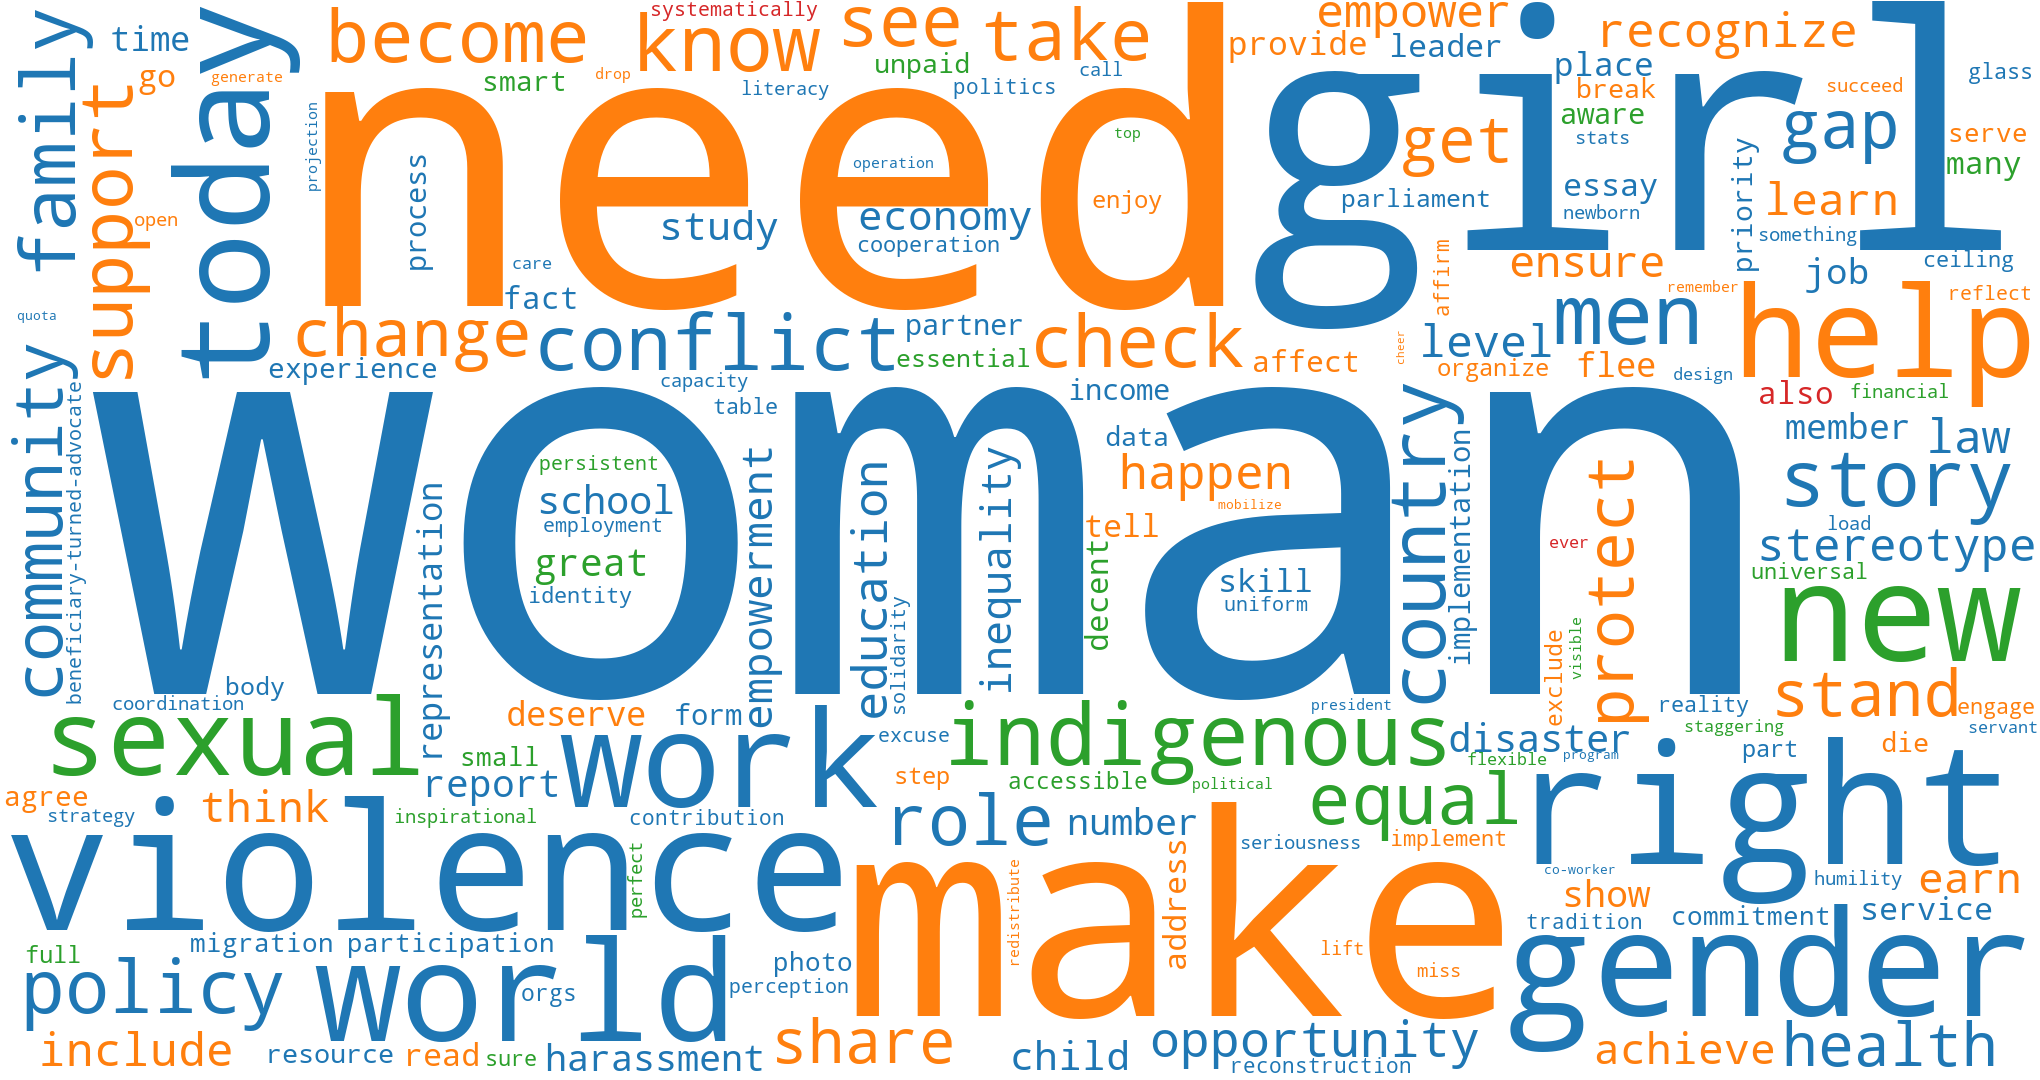 family
time
go
generate
support
today
become
systematically
know
see
take
smart
drop
unpaid
literacy
politics
call
empower
provide
leader
recognize
place
break
aware
stats
succeed
glass
need
girl
gap
serve
many
get
projection
process
top
operation
enjoy
study
economy
cooperation
parliament
essay
newborn
priority
learn
something
ceiling
open
care
fact
affirm
ensure
job
remember
reflect
quota
change
conflict
partner
essential
check
affect
cheer
level
organize
men
flee
design
help
also
financial
experience
capacity
table
income
data
member
law
community
beneficiary-turned-advocate
woman
persistent
school
employment
great
identity
representation
empowerment
education
solidarity
inequality
happen
mobilize
tell
decent
skill
uniform
country
implementation
ever
protect
exclude
visible
story
load
stereotype
universal
new
coordination
body
sexual
deserve
form
excuse
indigenous
president
disaster
flexible
program
reality
staggering
stand
engage
servant
part
die
small
report
work
step
accessible
political
equal
right
agree
strategy
think
inspirational
contribution
role
number
seriousness
implement
violence
perfect
make
address
redistribute
co-worker
show
humility
earn
tradition
commitment
service
full
migration
participation
photo
perception
lift
miss
gender
policy
world
orgs
include
resource
read
sure
harassment
share
child
opportunity
reconstruction
achieve
health